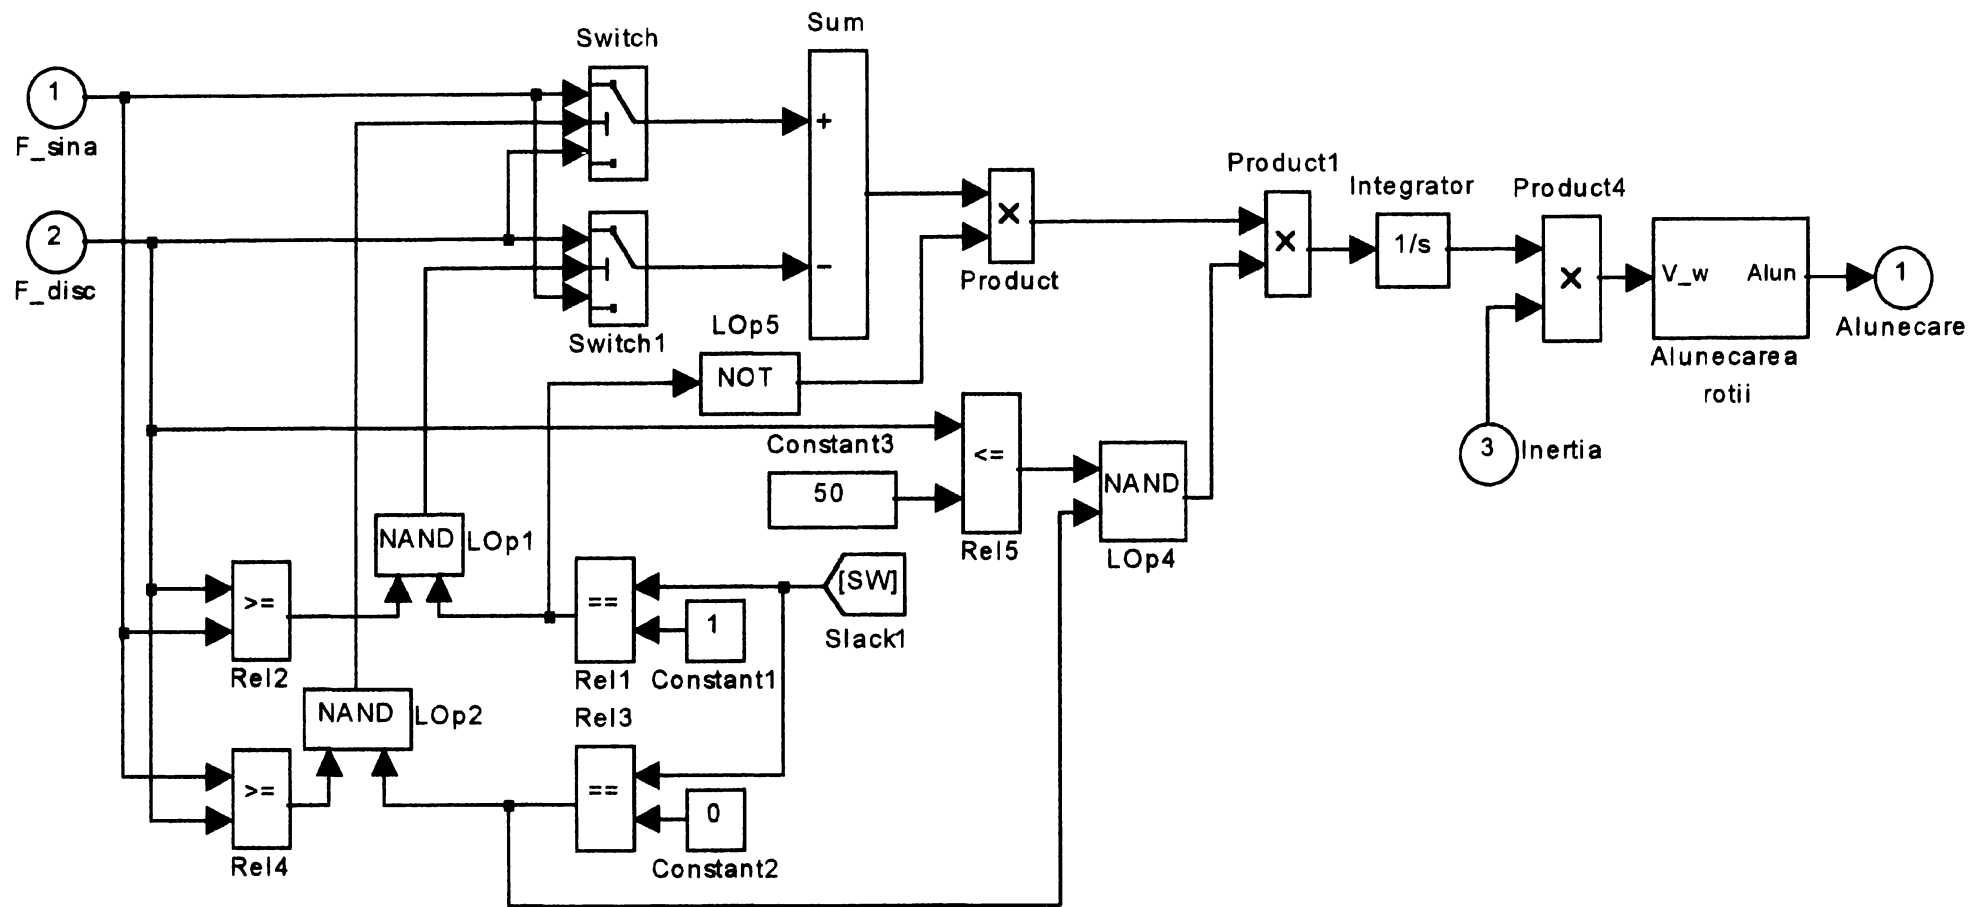 Sum
Switch
1
F_sina
+
Product1
Integrator
Product4
2
F_disc
×
×
1/s
×
V_w Alun
1
Product
Alunecare
−
Switch1
LOp5
NOT
Alunecarea
rotii
Constant3
50
<=
Rel5
NAND
LOp4
3
Inertia
NAND
LOp1
>=
Rel2
==
Rel1
1
Constant1
[SW]
Slack1
NAND
LOp2
Rel3
>=
Rel4
==
0
Constant2